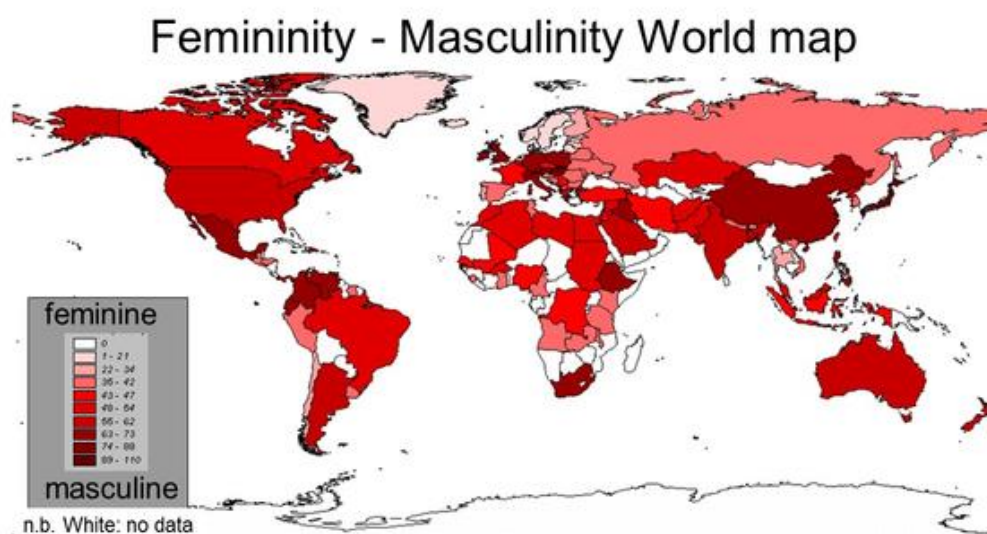 Femininity - Masculinity World map
feminine
0
1 - 21
22 - 34
35 - 42
43 - 47
48 - 54
55 - 62
63 - 73
74 - 88
89 - 110
masculine
n.b. White: no data